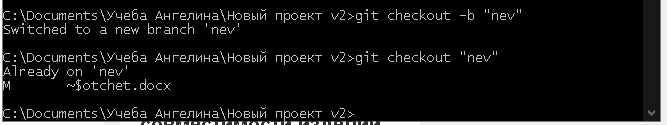 C:\Documents\Учеба Ангелина\Новый проект v2>git checkout -b "nev"
Switched to a new branch 'nev'
C:\Documents\Учеба Ангелина\Новый проект v2>git checkout "nev"
Already on 'nev'
M       ~$otchet.docx
C:\Documents\Учеба Ангелина\Новый проект v2>